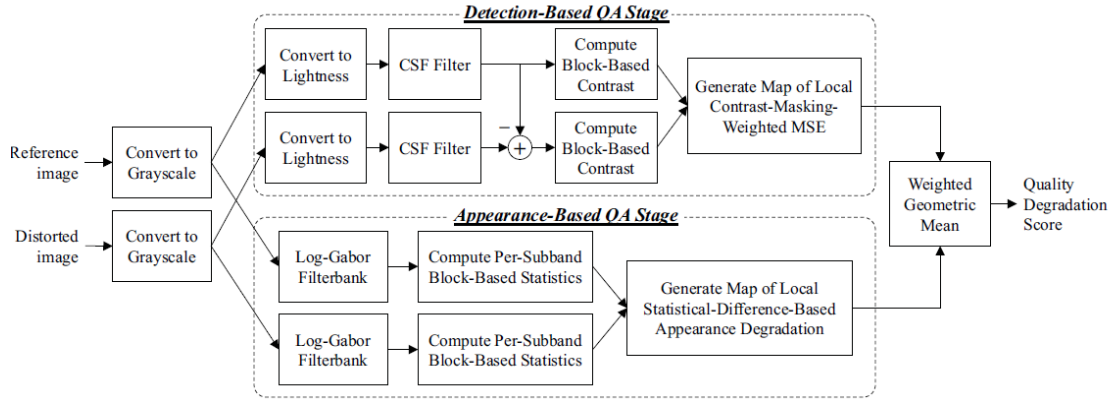 Detection-Based QA Stage
Convert to
Lightness
CSF Filter
Compute
Block-Based
Contrast
Generate Map of Local
Contrast-Masking-
Weighted MSE
Convert to
Lightness
CSF Filter
−
+
Compute
Block-Based
Contrast
Reference
image
Convert to
Grayscale
Distorted
image
Convert to
Grayscale
Appearance-Based QA Stage
Log-Gabor
Filterbank
Compute Per-Subband
Block-Based Statistics
Generate Map of Local
Statistical-Difference-Based
Appearance Degradation
Log-Gabor
Filterbank
Compute Per-Subband
Block-Based Statistics
Weighted
Geometric
Mean
Quality
Degradation
Score